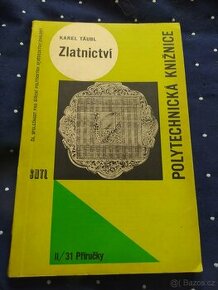 KAREL TÄUBL
Zlatnictví
POLYTECHNICKÁ KNIŽNICE
SNTL
II/31 Příručky
Bazos.cz